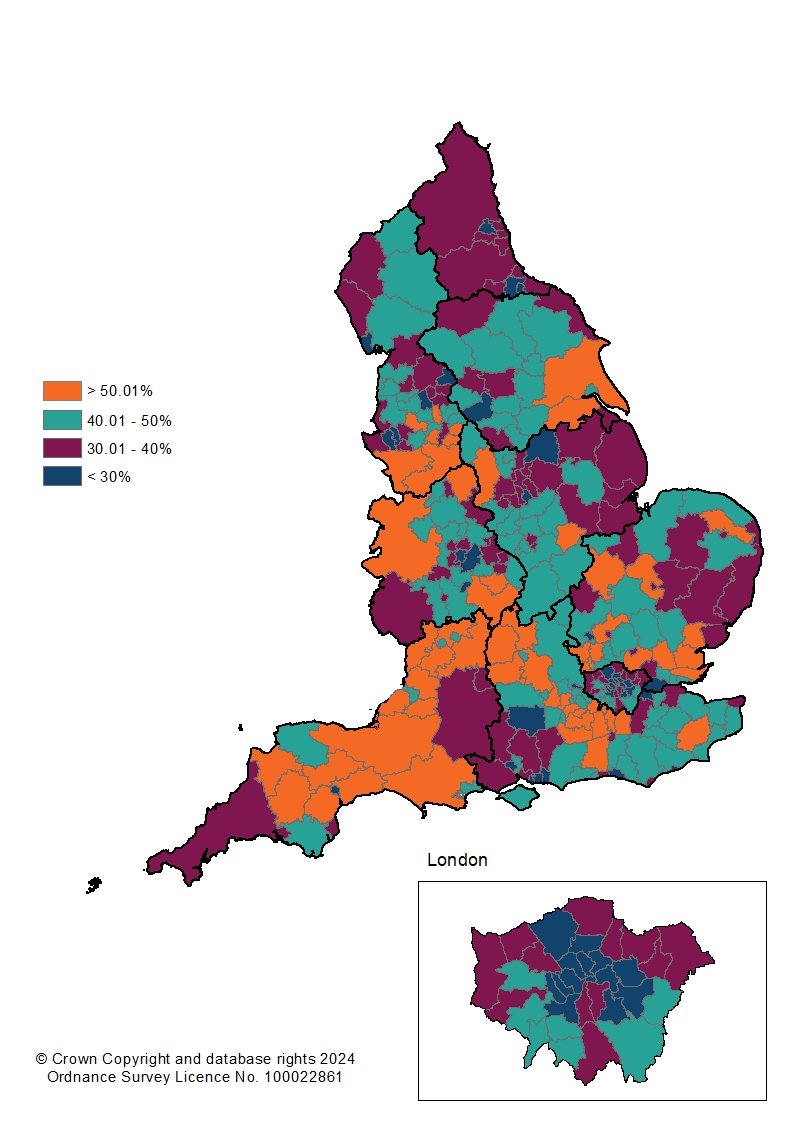 > 50.01%
40.01 - 50%
30.01 - 40%
< 30%
London
© Crown Copyright and database rights 2024
Ordnance Survey Licence No. 100022861